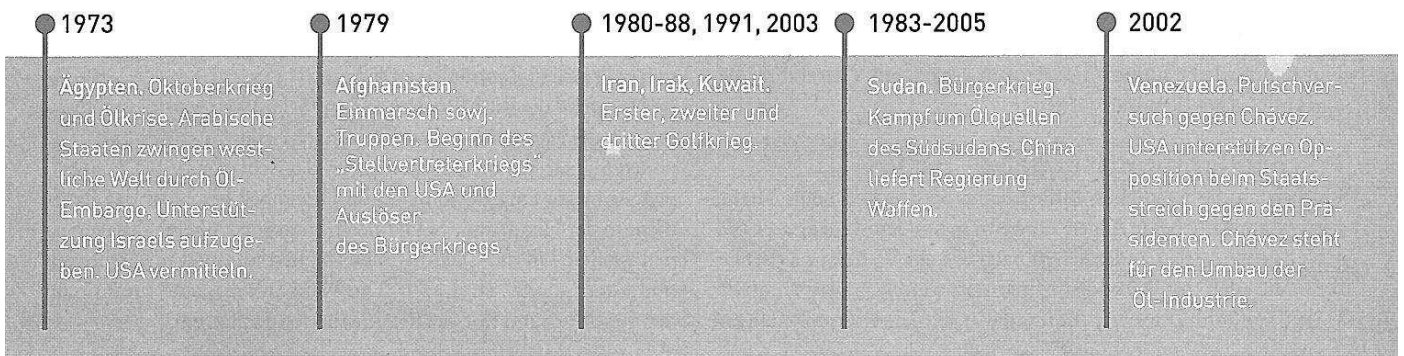 1973
Ägypten. Oktoberkrieg
und Ölkrise. Arabische
Staaten zwingen west-
liche Welt durch Öl-
Embargo, Unterstüt-
zung Israels aufzuge-
ben. USA vermitteln.
1979
Afghanistan.
Einmarsch sowj.
Truppen. Beginn des
„Stellvertreterkriegs“
mit den USA und
Auslöser
des Bürgerkriegs
1980-88, 1991, 2003
Iran, Irak, Kuwait.
Erster, zweiter und
dritter Golfkrieg.
1983-2005
Sudan. Bürgerkrieg.
Kampf um Ölquellen
des Südsudans. China
liefert Regierung
Waffen.
2002
Venezuela. Putschver-
such gegen Chávez.
USA unterstützen Op-
position beim Staats-
streich gegen den Prä-
sidenten. Chávez steht
für den Umbau der
Öl-Industrie.